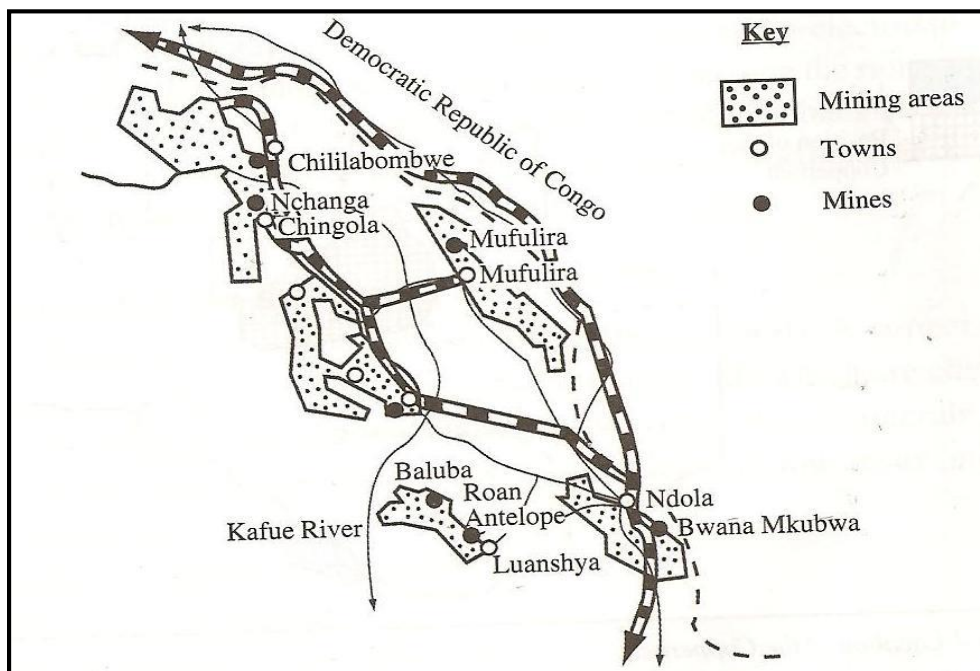 Key
Mining areas
Towns
Mines
Democratic Republic of Congo
Chililabombwe
Nchanga
Chingola
Mufulira
Mufulira
Baluba
Roan
Antelope
Kafue River
Luanshya
Ndola
Bwana Mkubwa